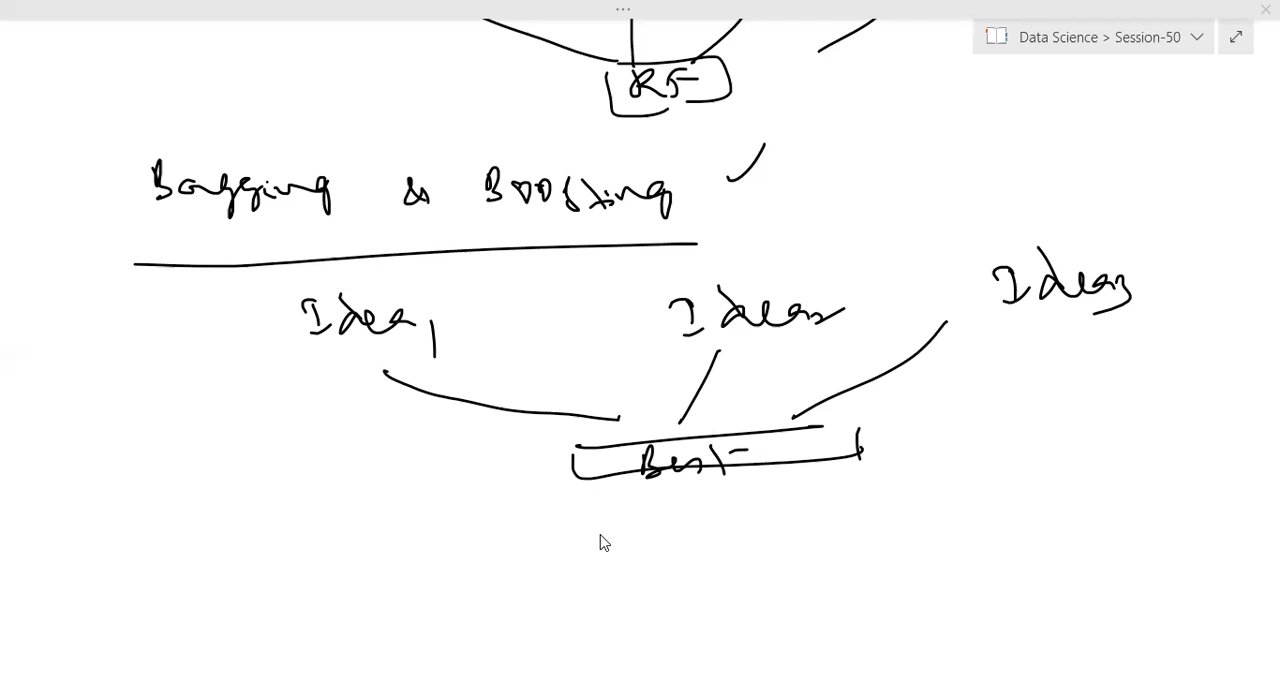 Data Science > Session-50
RF
Bagging & Boosting
Idea1 Idea2 Idea3
Best